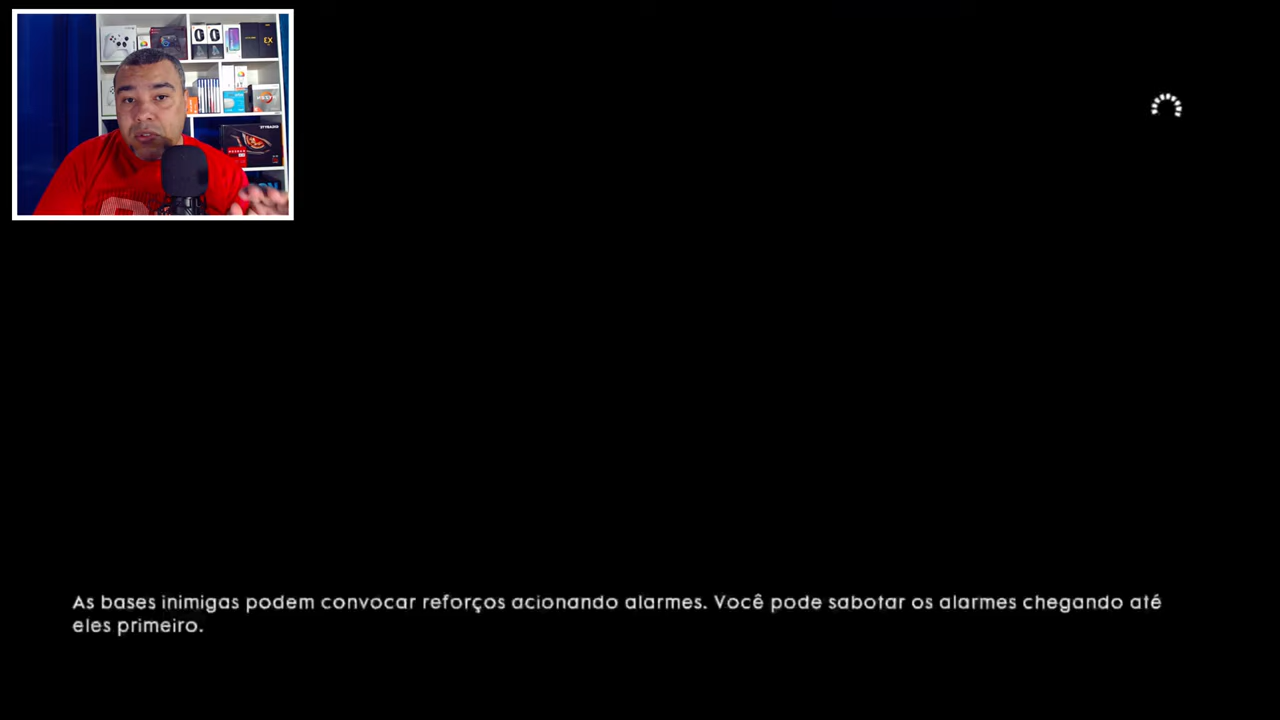 As bases inimigas podem convocar reforços acionando alarmes. Você pode sabotar os alarmes chegando até
eles primeiro.